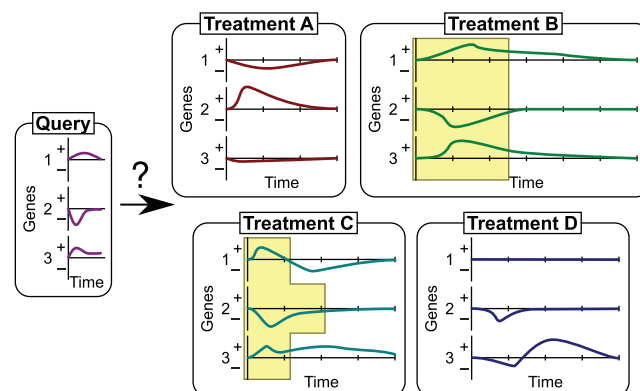 Treatment A
1 + −
2 + −
3 + −
Genes
Time
Treatment B
1 + −
2 + −
3 + −
Genes
Time
Query
1 + −
2 + −
3 + −
Genes
Time
?
Treatment C
1 + −
2 + −
3 + −
Genes
Time
Treatment D
1 + −
2 + −
3 + −
Genes
Time